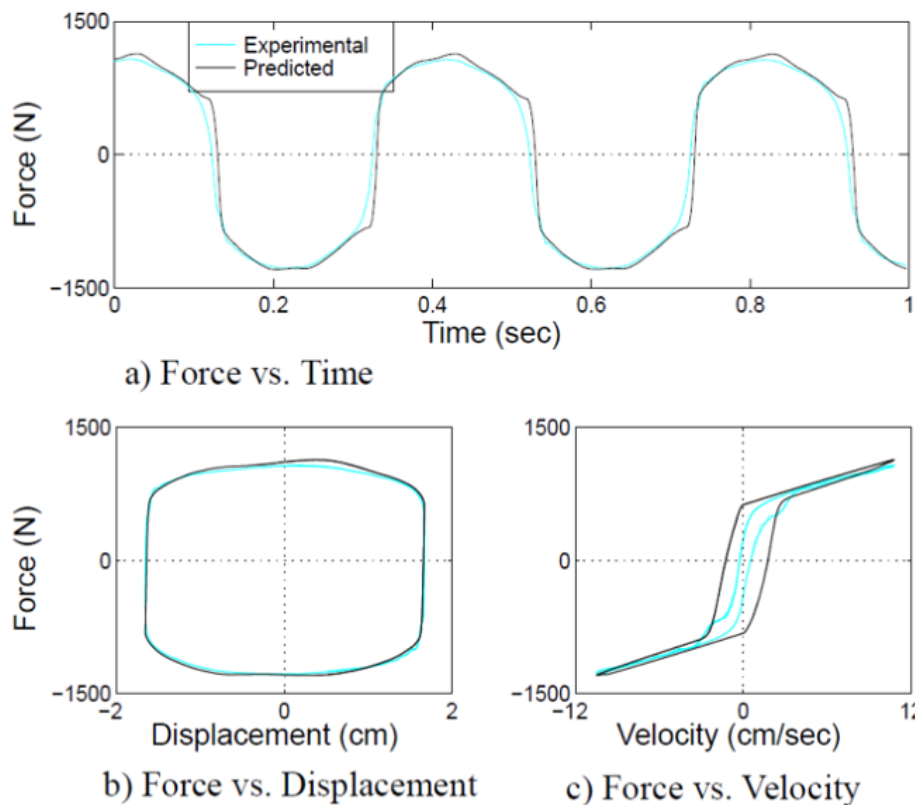 1500
Experimental
Predicted
Force (N)
0
−1500
0 0.2 0.4 0.6 0.8 1
Time (sec)
a) Force vs. Time
1500
Force (N)
0
−1500
−2 0 2
Displacement (cm)
b) Force vs. Displacement
1500
0
−1500
−12 0 12
Velocity (cm/sec)
c) Force vs. Velocity